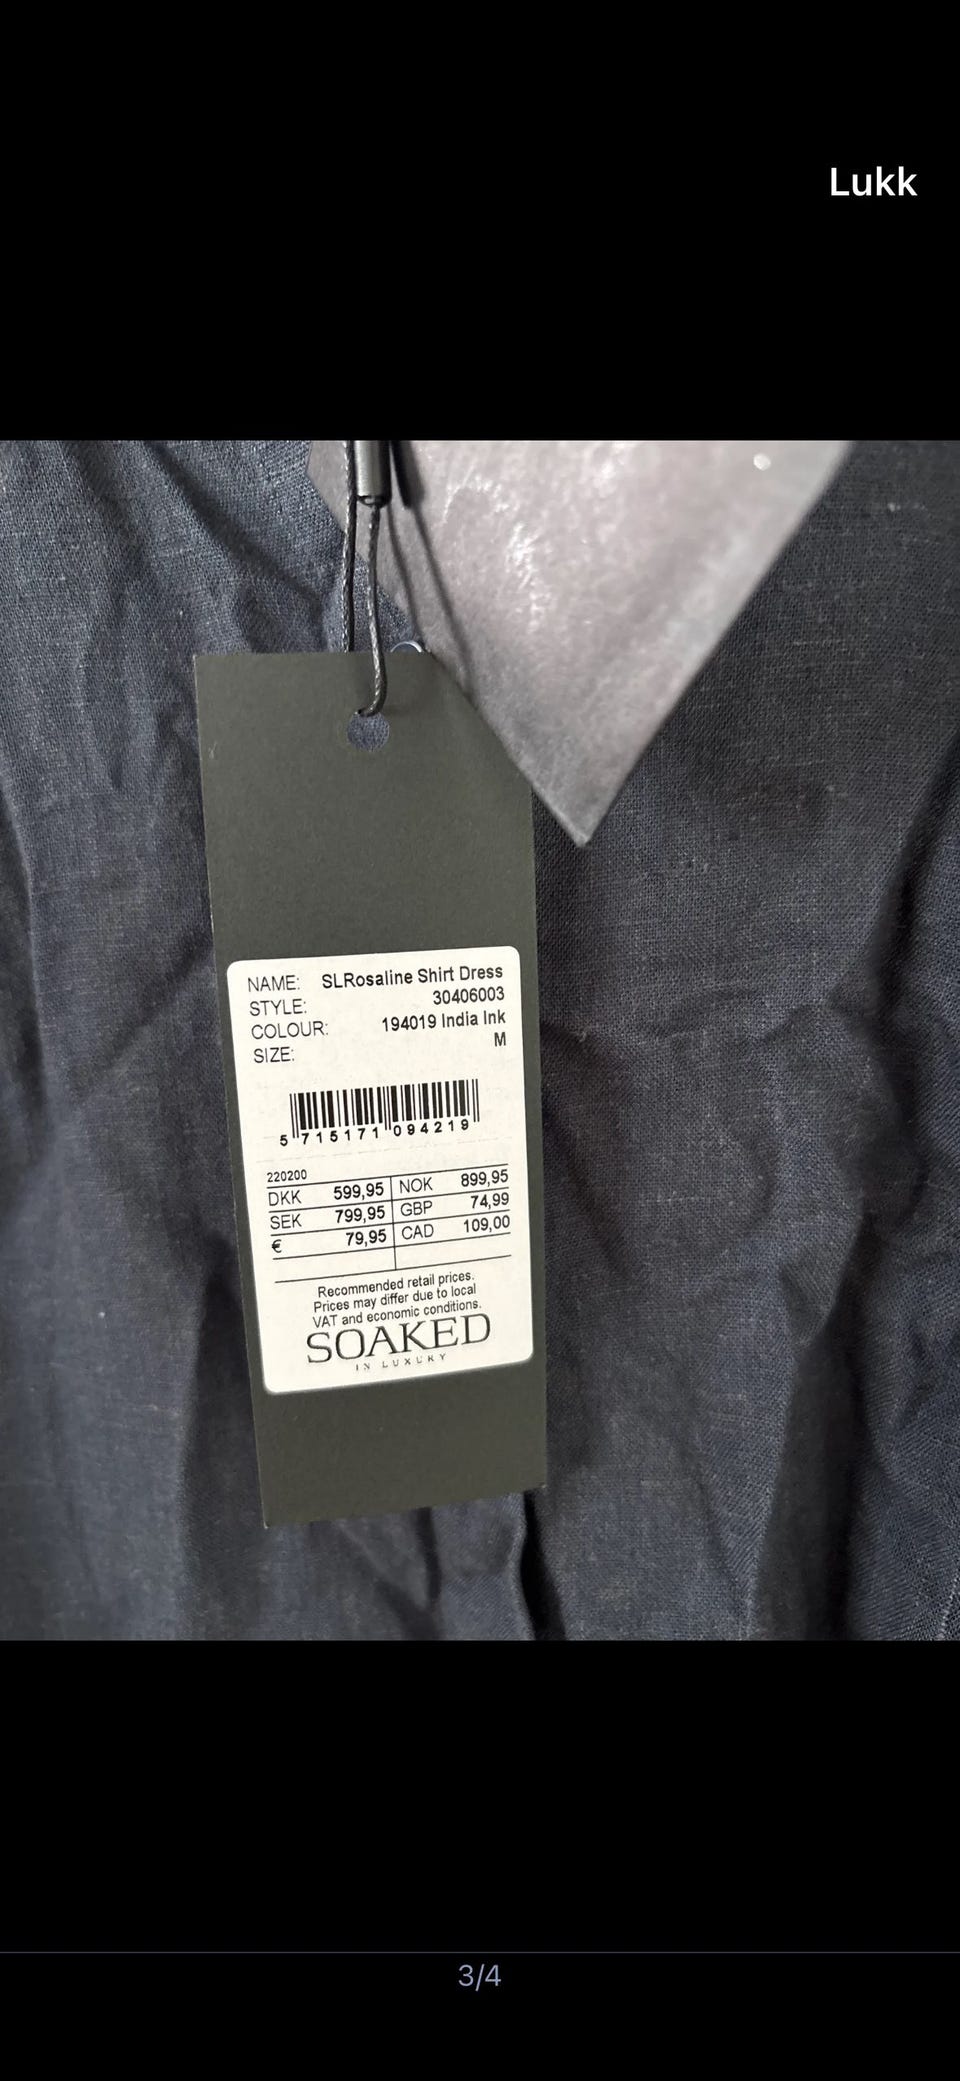 Lukk
NAME: SLRosaline Shirt Dress
STYLE: 30406003
COLOUR: 194019 India Ink
SIZE: M
5 715171 094219
220200
DKK 599,95 NOK 899,95
SEK 799,95 GBP 74,99
€ 79,95 CAD 109,00
Recommended retail prices.
Prices may differ due to local
VAT and economic conditions.
SOAKED
IN LUXURY
3/4